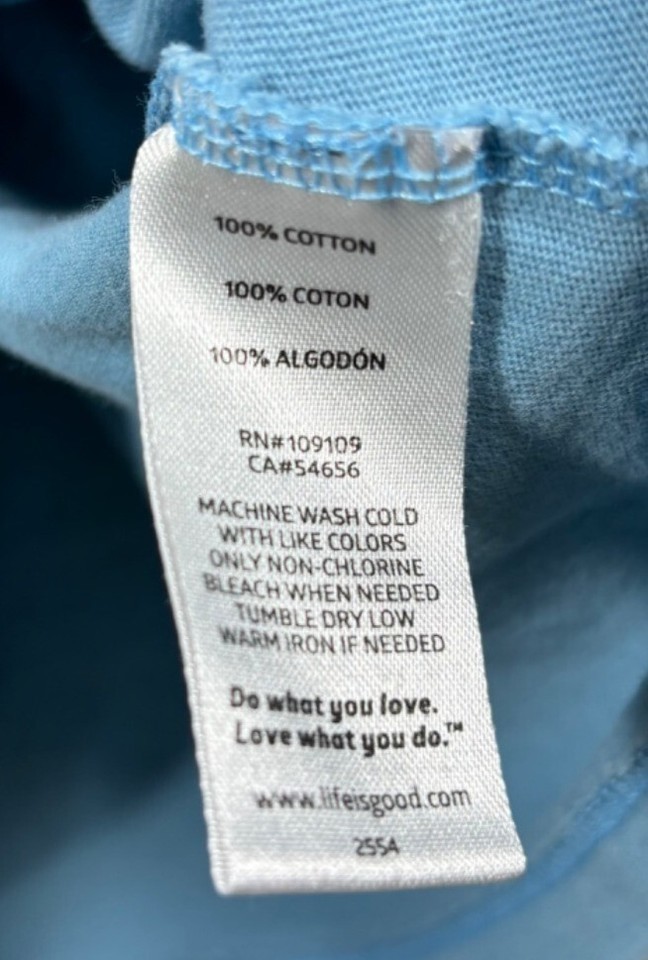 100% COTTON
100% COTON
100% ALGODÓN
RN#109109
CA#54656
MACHINE WASH COLD
WITH LIKE COLORS
ONLY NON-CHLORINE
BLEACH WHEN NEEDED
TUMBLE DRY LOW
WARM IRON IF NEEDED
Do what you love.
Love what you do.™
www.lifeisgood.com
2554